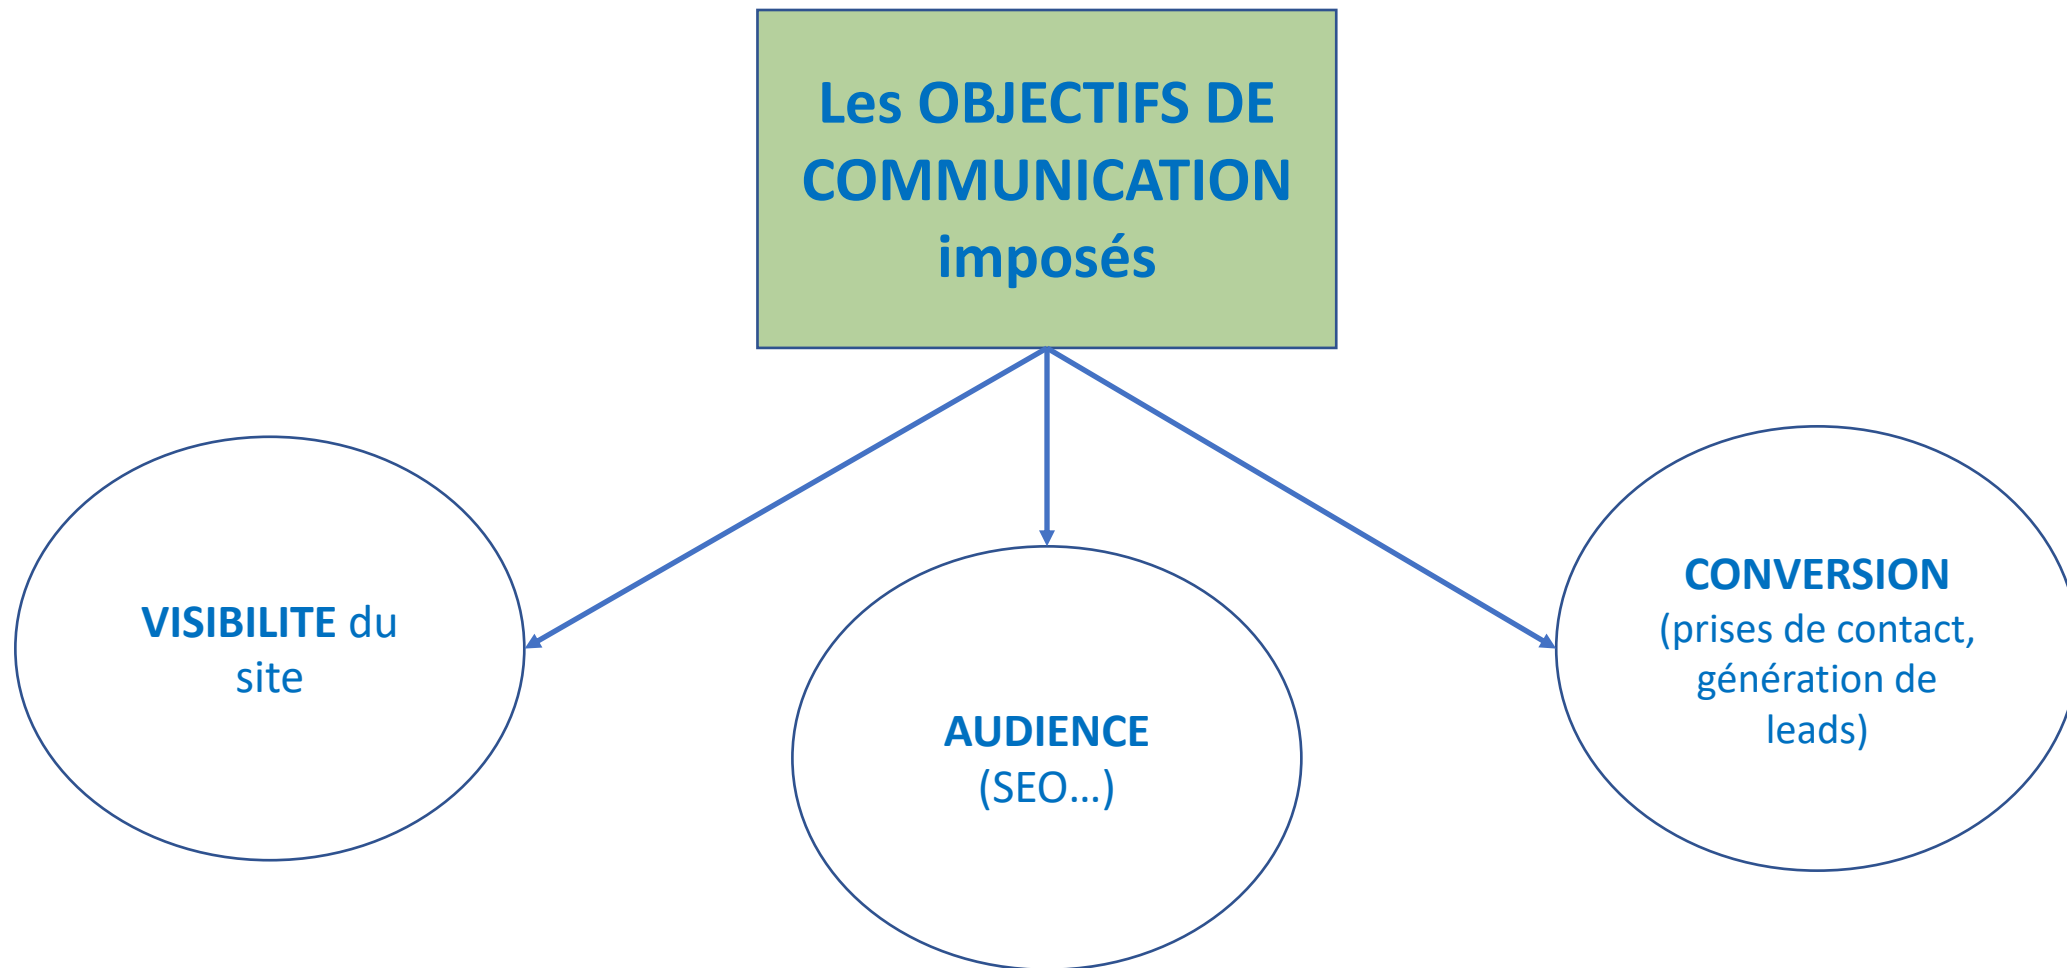 Les OBJECTIFS DE
COMMUNICATION
imposés
VISIBILITE du
site
AUDIENCE
(SEO…)
CONVERSION
(prises de contact,
génération de
leads)